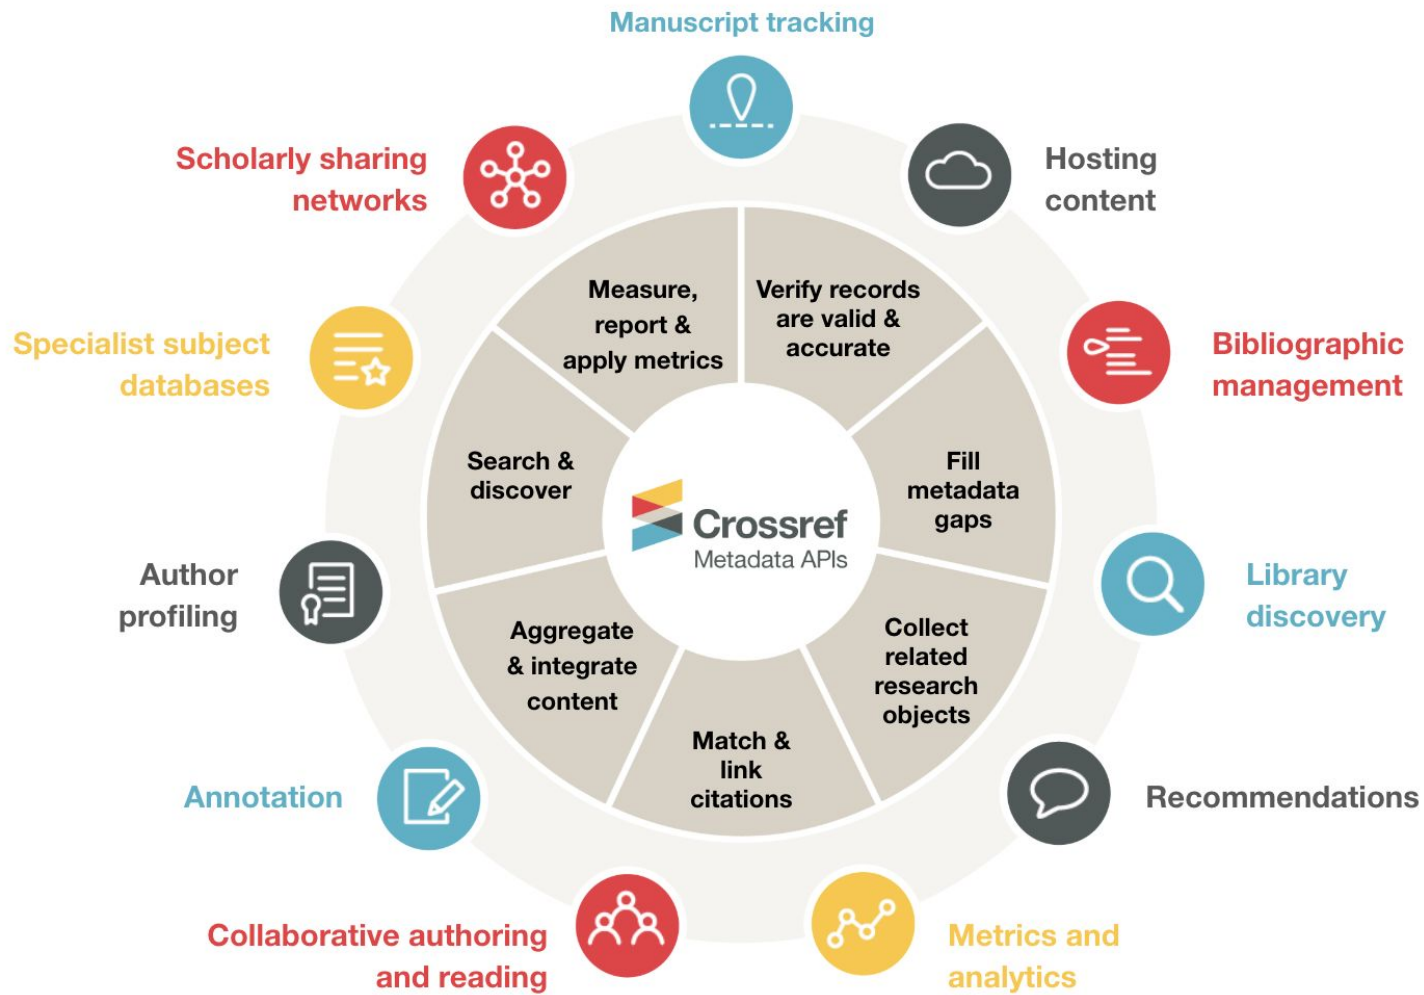 Manuscript tracking
Hosting
content
Bibliographic
management
Library
discovery
Recommendations
Metrics and
analytics
Collaborative authoring
and reading
Annotation
Author
profiling
Specialist subject
databases
Scholarly sharing
networks
Verify records
are valid &
accurate
Fill
metadata
gaps
Collect
related
research
objects
Match &
link
citations
Aggregate
& integrate
content
Search &
discover
Measure,
report &
apply metrics
Crossref
Metadata APIs